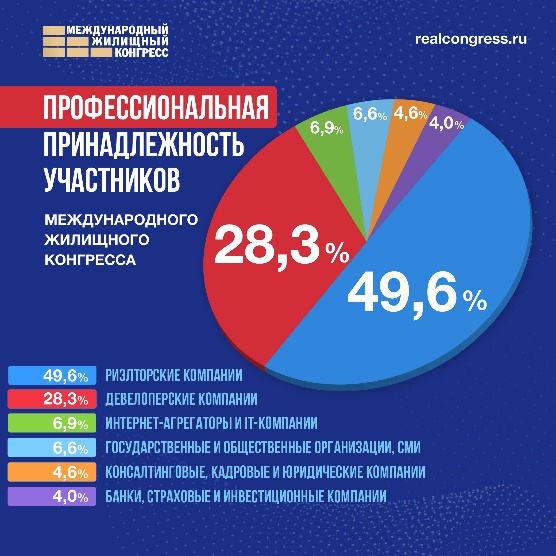 МЕЖДУНАРОДНЫЙ
ЖИЛИЩНЫЙ
КОНГРЕСС
realcongress.ru
ПРОФЕССИОНАЛЬНАЯ
ПРИНАДЛЕЖНОСТЬ
УЧАСТНИКОВ
МЕЖДУНАРОДНОГО
ЖИЛИЩНОГО
КОНГРЕССА
6,9%
6,6%
4,6%
4,0%
28,3%
49,6%
49,6% РИЭЛТОРСКИЕ КОМПАНИИ
28,3% ДЕВЕЛОПЕРСКИЕ КОМПАНИИ
6,9% ИНТЕРНЕТ-АГРЕГАТОРЫ И IT-КОМПАНИИ
6,6% ГОСУДАРСТВЕННЫЕ И ОБЩЕСТВЕННЫЕ ОРГАНИЗАЦИИ, СМИ
4,6% КОНСАЛТИНГОВЫЕ, КАДРОВЫЕ И ЮРИДИЧЕСКИЕ КОМПАНИИ
4,0% БАНКИ, СТРАХОВЫЕ И ИНВЕСТИЦИОННЫЕ КОМПАНИИ